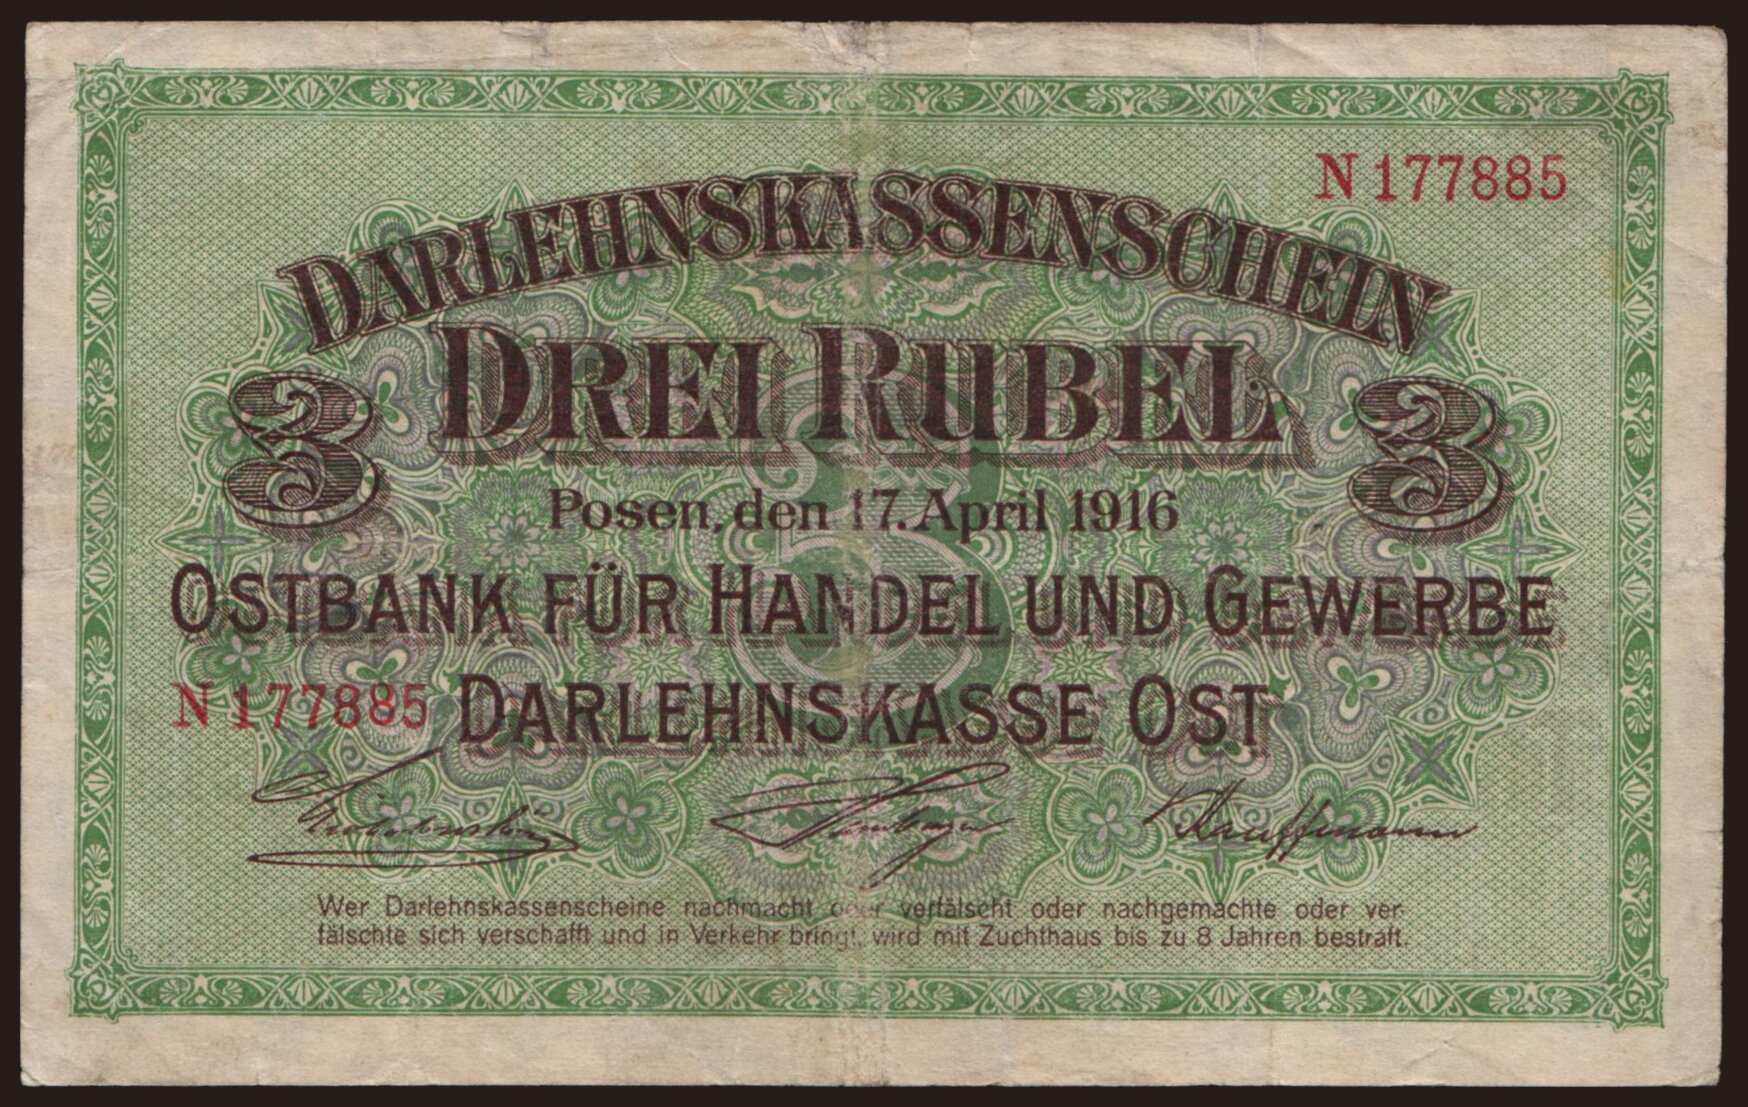 N 177885
DARLEHNSKASSENSCHEIN
DREI RUBEL
3 3
Posen, den 17. April 1916
OSTBANK FÜR HANDEL UND GEWERBE
N 177885 DARLEHNSKASSE OST
Kauffmann
Wer Darlehnskassenscheine nachmacht oder verfälscht oder nachgemachte oder ver-
fälschte sich verschafft und in Verkehr bringt, wird mit Zuchthaus bis zu 8 Jahren bestraft.